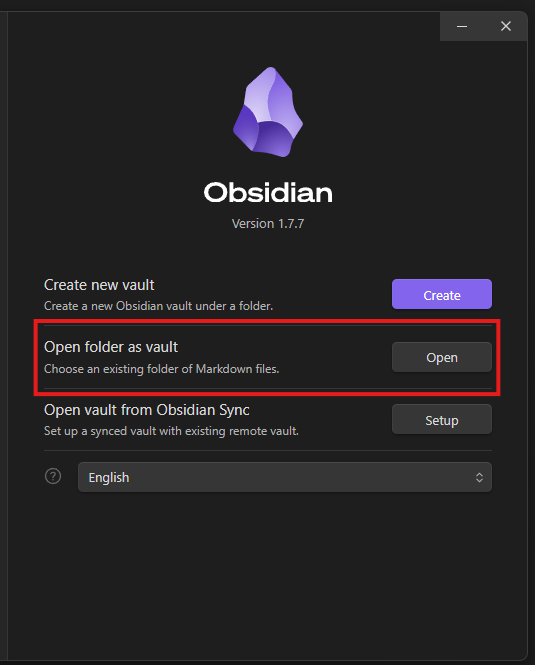 Obsidian
Version 1.7.7
Create new vault
Create a new Obsidian vault under a folder.
Create
Open folder as vault
Choose an existing folder of Markdown files.
Open
Open vault from Obsidian Sync
Set up a synced vault with existing remote vault.
Setup
?
English